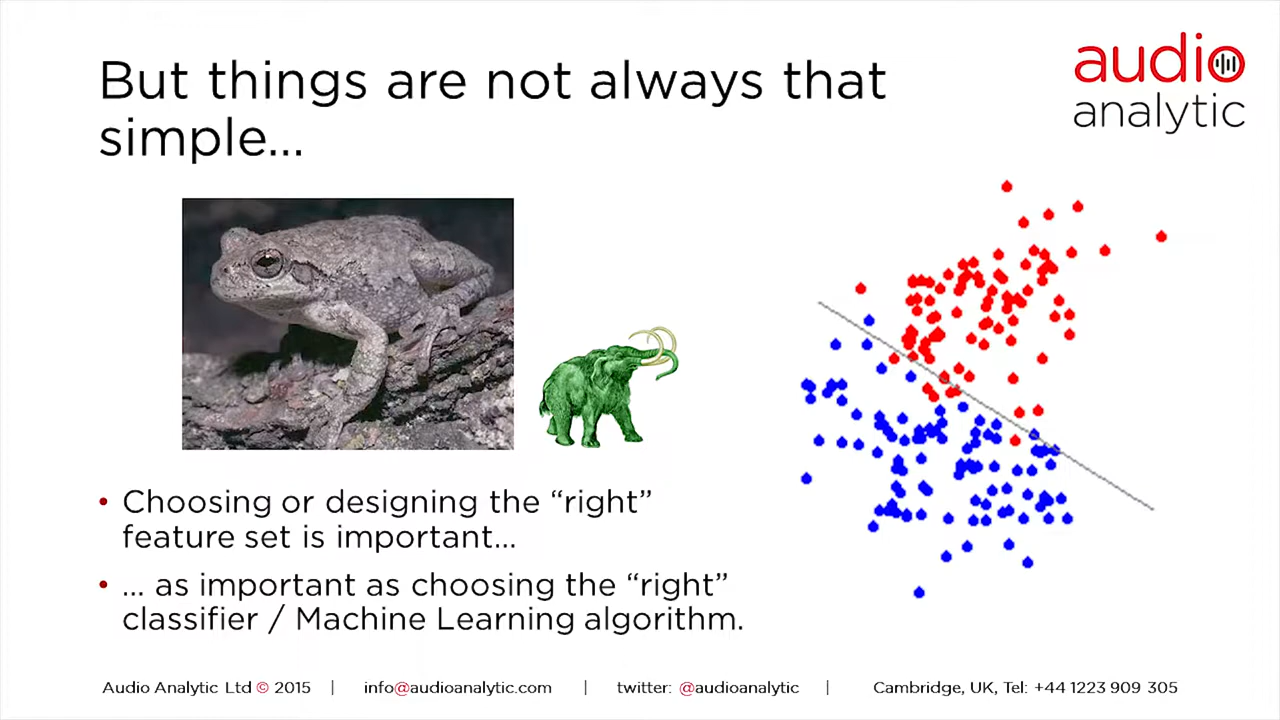 But things are not always that
simple...
audio
analytic
• Choosing or designing the “right”
feature set is important...
• ... as important as choosing the “right”
classifier / Machine Learning algorithm.
Audio Analytic Ltd © 2015 | info@audioanalytic.com | twitter: @audioanalytic | Cambridge, UK, Tel: +44 1223 909 305